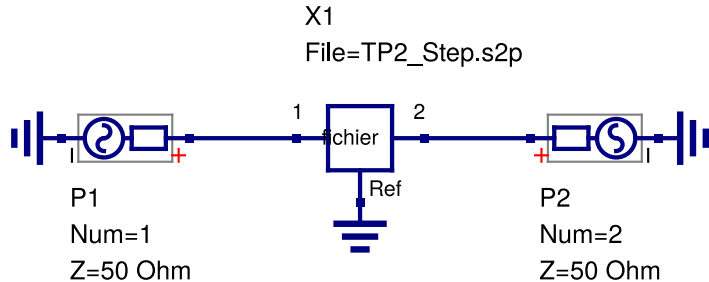 X1
File=TP2_Step.s2p
1
2
fichier
Ref
P1
Num=1
Z=50 Ohm
P2
Num=2
Z=50 Ohm